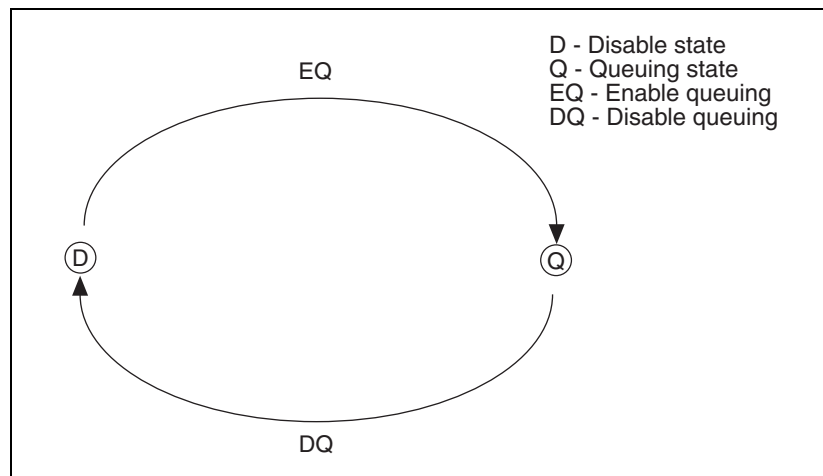 D - Disable state
Q - Queuing state
EQ - Enable queuing
DQ - Disable queuing
EQ
D
Q
DQ